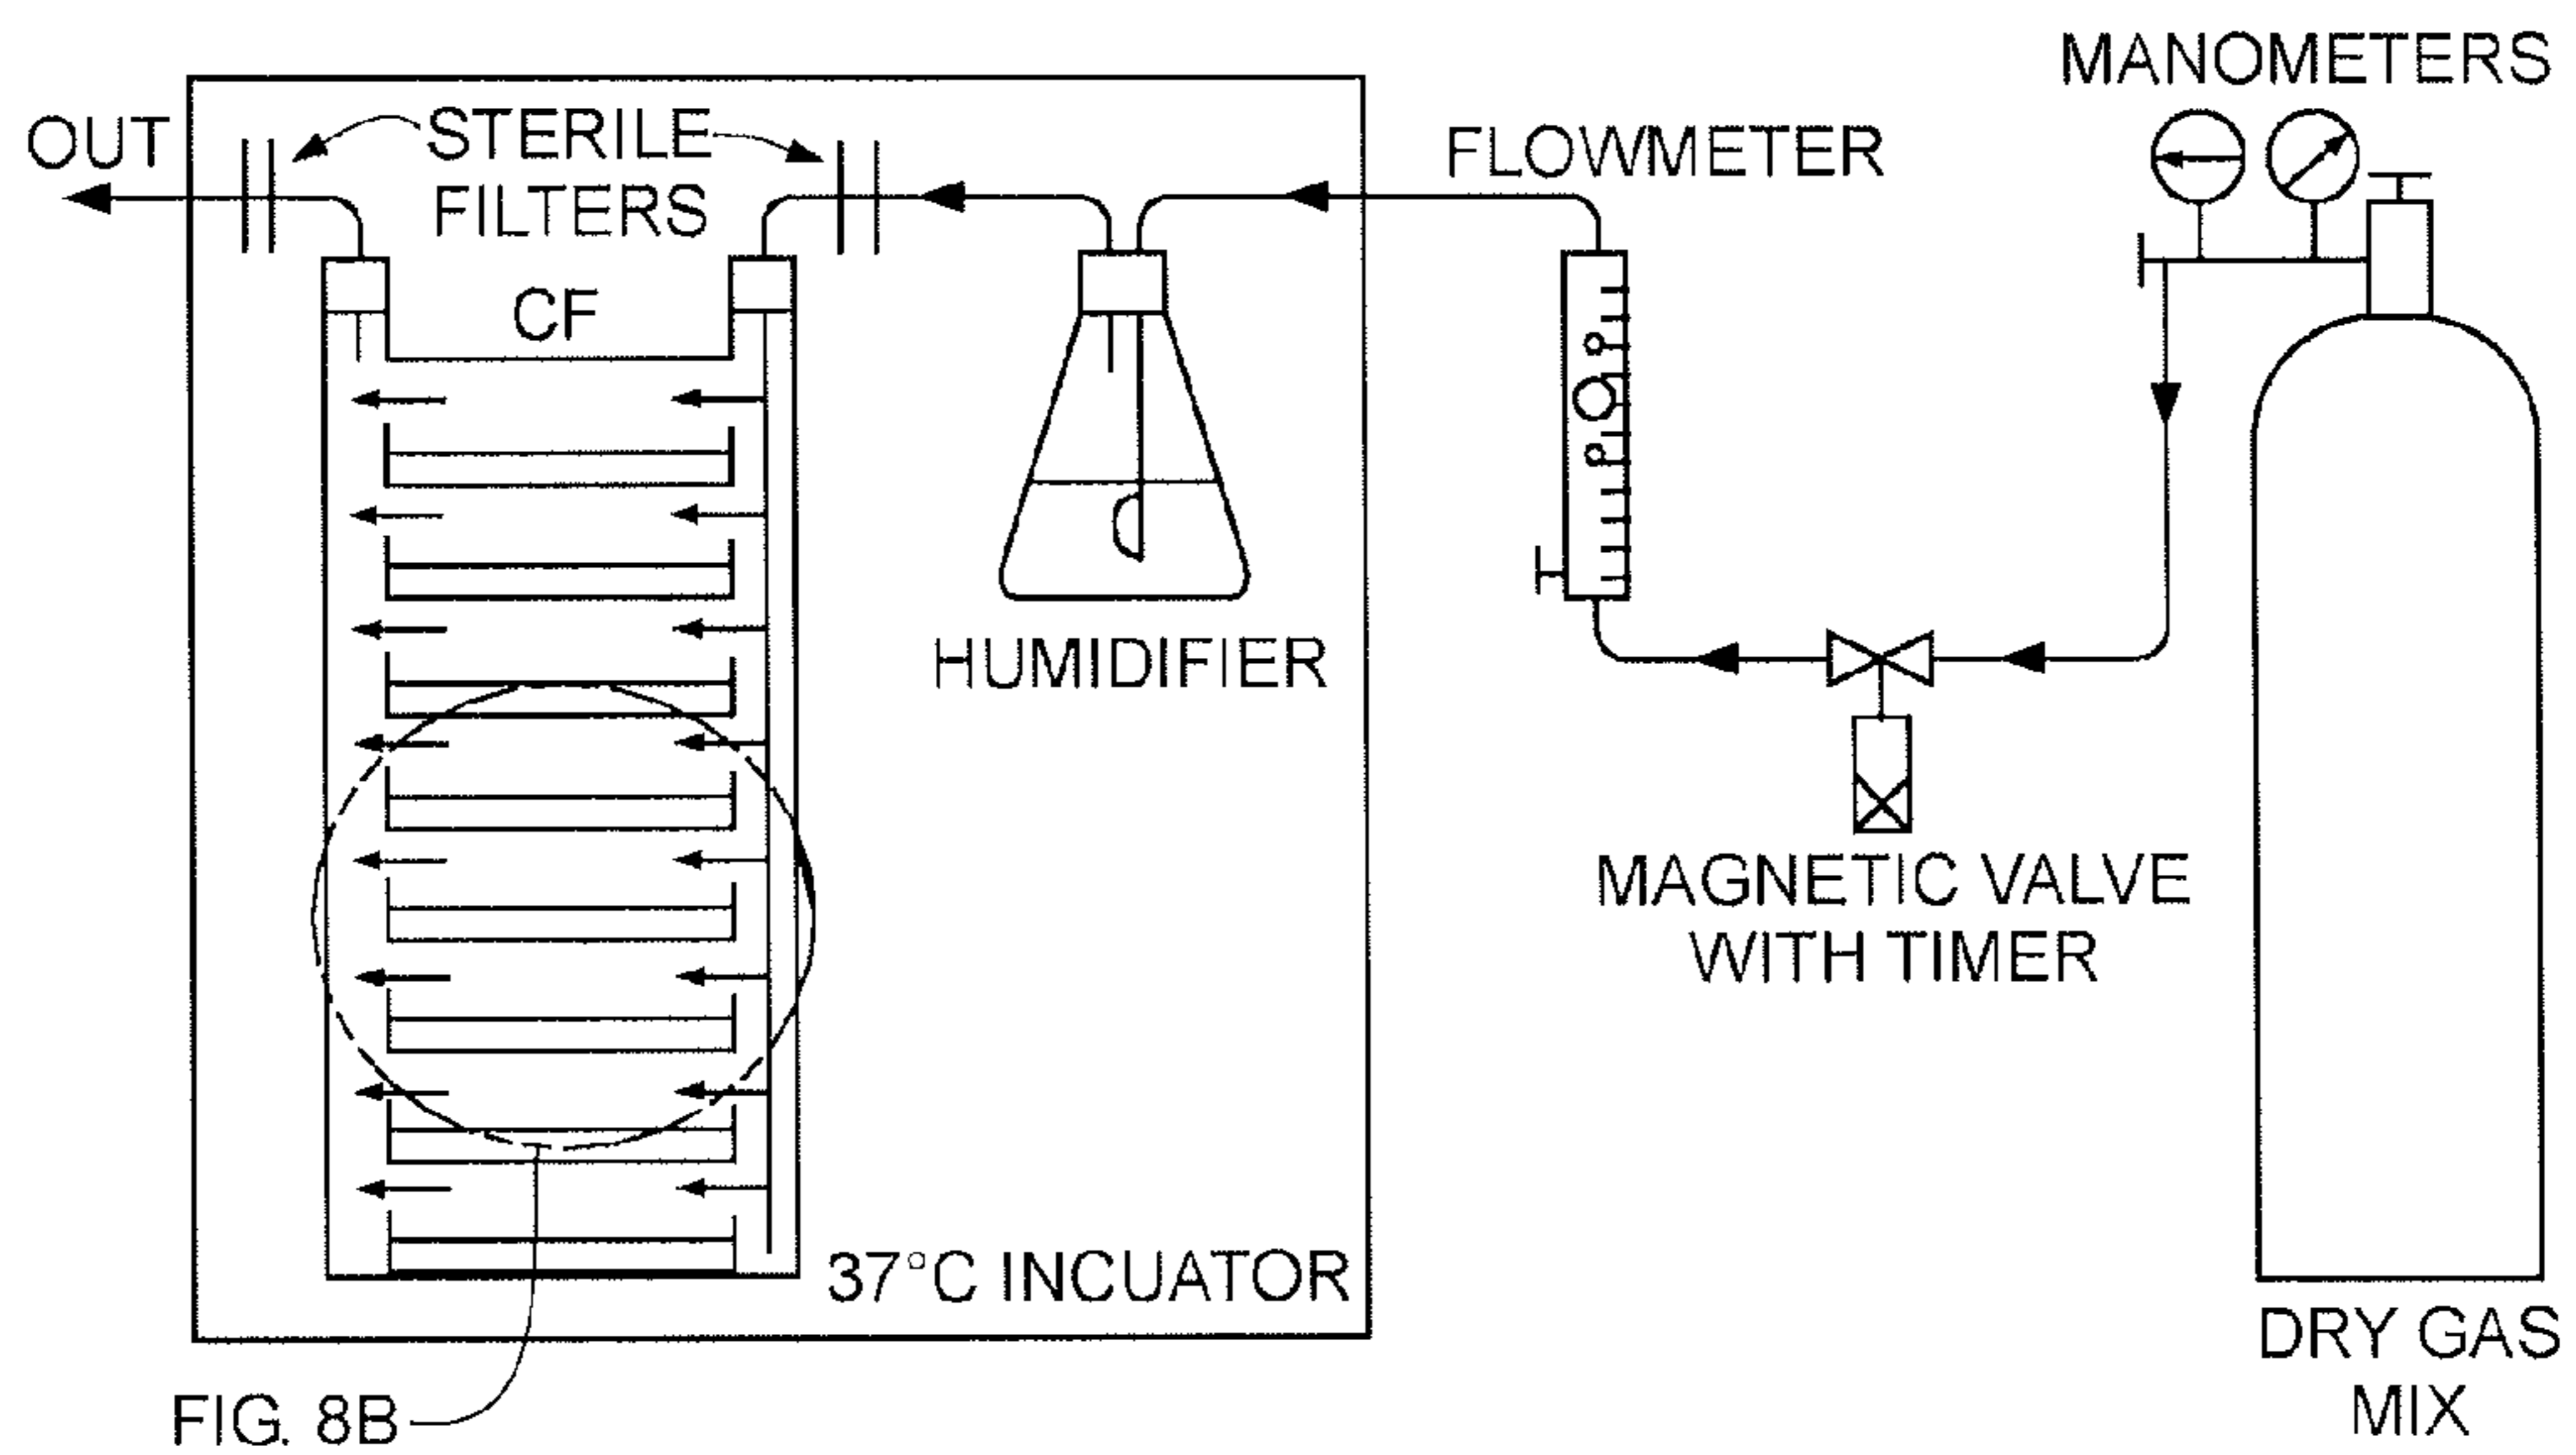 MANOMETERS
OUT
STERILE
FILTERS
FLOWMETER
CF
HUMIDIFIER
MAGNETIC VALVE
WITH TIMER
37°C INCUATOR
DRY GAS
MIX
FIG. 8B